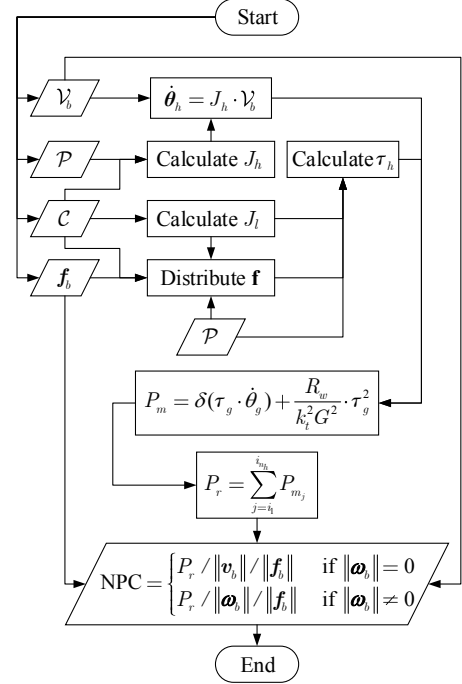 Start
𝒱_b
θ̇_h = J_h · 𝒱_b
𝒫
Calculate J_h
Calculate τ_h
𝒞
Calculate J_l
f_b
Distribute f
𝒫
P_m = δ(τ_g · θ̇_g) + R_w / (k_t^2 G^2) · τ_g^2
P_r = ∑_{j=i_1}^{i_{n_h}} P_{m_j}
NPC = { P_r / ‖v_b‖ / ‖f_b‖ if ‖ω_b‖ = 0
P_r / ‖ω_b‖ / ‖f_b‖ if ‖ω_b‖ ≠ 0
End